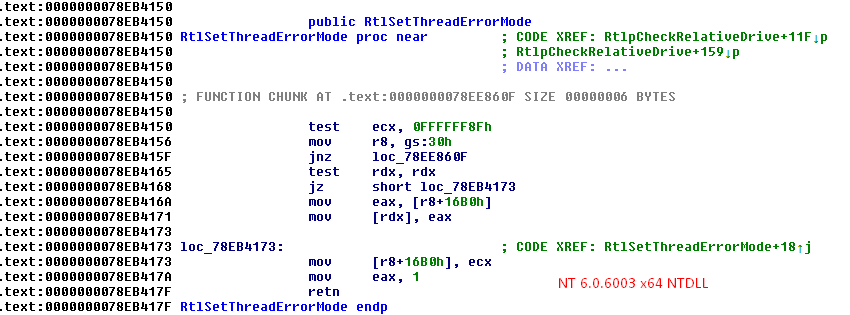 .text:0000000078EB4150
.text:0000000078EB4150 public RtlSetThreadErrorMode
.text:0000000078EB4150 RtlSetThreadErrorMode proc near ; CODE XREF: RtlpCheckRelativeDrive+11F↓p
.text:0000000078EB4150 ; RtlpCheckRelativeDrive+159↓p
.text:0000000078EB4150 ; DATA XREF: ...
.text:0000000078EB4150
.text:0000000078EB4150 ; FUNCTION CHUNK AT .text:0000000078EE860F SIZE 00000006 BYTES
.text:0000000078EB4150
.text:0000000078EB4150 test ecx, 0FFFFFF8Fh
.text:0000000078EB4156 mov r8, gs:30h
.text:0000000078EB415F jnz loc_78EE860F
.text:0000000078EB4165 test rdx, rdx
.text:0000000078EB4168 jz short loc_78EB4173
.text:0000000078EB416A mov eax, [r8+16B0h]
.text:0000000078EB4171 mov [rdx], eax
.text:0000000078EB4173
.text:0000000078EB4173 loc_78EB4173: ; CODE XREF: RtlSetThreadErrorMode+18↑j
.text:0000000078EB4173 mov [r8+16B0h], ecx
.text:0000000078EB417A mov eax, 1
.text:0000000078EB417F retn
.text:0000000078EB417F RtlSetThreadErrorMode endp
NT 6.0.6003 x64 NTDLL